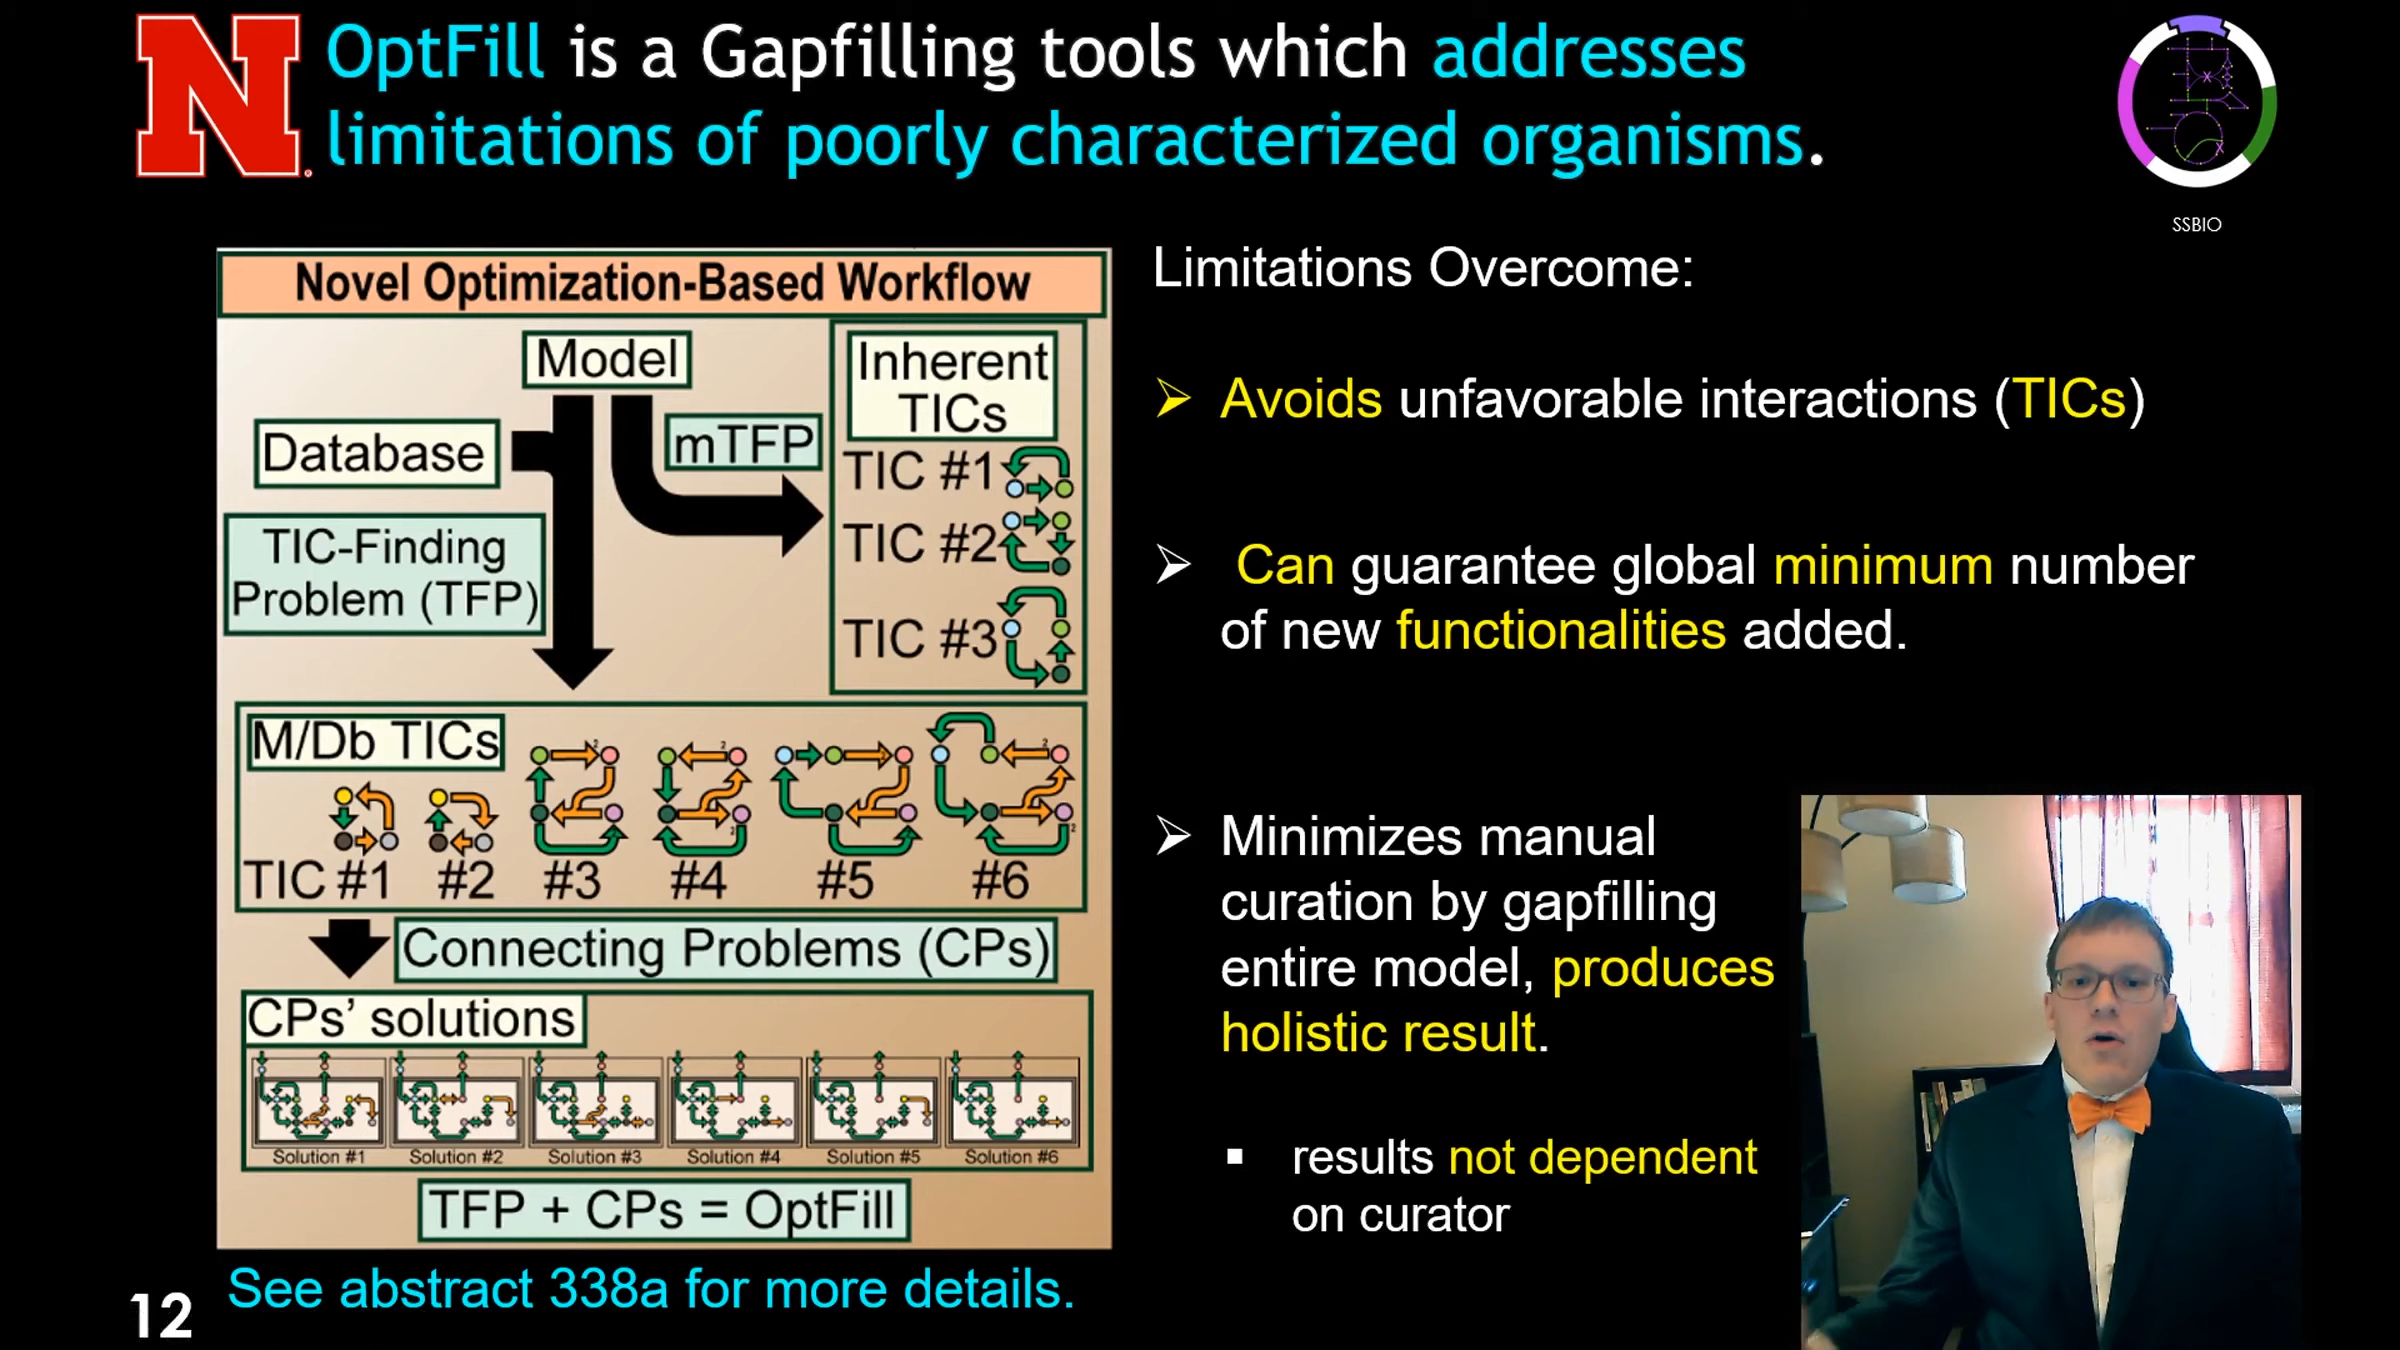 N
OptFill is a Gapfilling tools which addresses
limitations of poorly characterized organisms.
SSBIO
Novel Optimization-Based Workflow
Model
Database
mTFP
TIC-Finding
Problem (TFP)
Inherent
TICs
TIC #1
TIC #2
TIC #3
M/Db TICs
TIC #1 #2 #3 #4 #5 #6
Connecting Problems (CPs)
CPs’ solutions
Solution #1 Solution #2 Solution #3 Solution #4 Solution #5 Solution #6
TFP + CPs = OptFill
See abstract 338a for more details.
12
Limitations Overcome:
Avoids unfavorable interactions (TICs)
Can guarantee global minimum number
of new functionalities added.
Minimizes manual
curation by gapfilling
entire model, produces
holistic result.
results not dependent
on curator